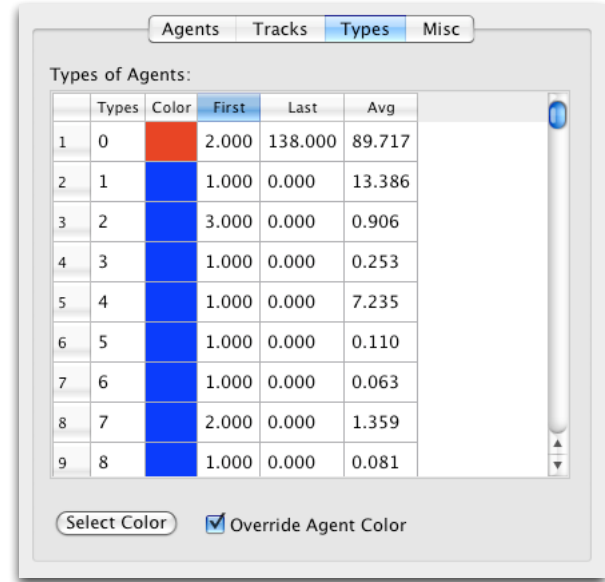 Agents Tracks Types Misc
Types of Agents:
Types Color First Last Avg
1 0 2.000 138.000 89.717
2 1 1.000 0.000 13.386
3 2 3.000 0.000 0.906
4 3 1.000 0.000 0.253
5 4 1.000 0.000 7.235
6 5 1.000 0.000 0.110
7 6 1.000 0.000 0.063
8 7 2.000 0.000 1.359
9 8 1.000 0.000 0.081
Select Color Override Agent Color